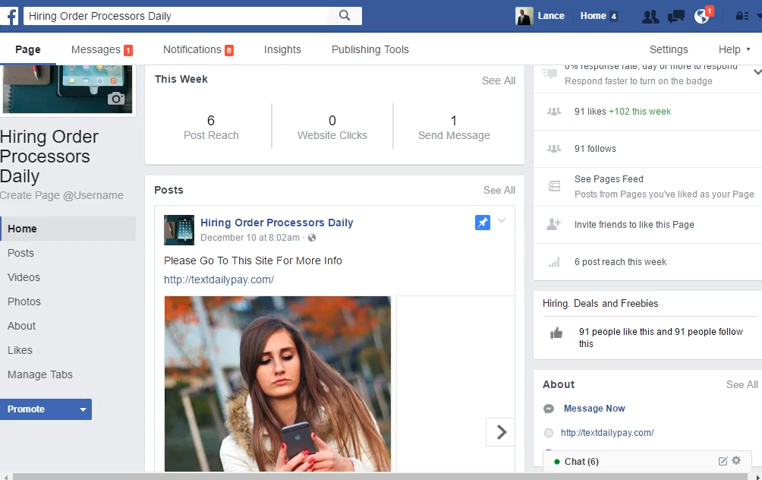 Hiring Order Processors Daily
Lance
Home 4
1
Page
Messages 1
Notifications 6
Insights
Publishing Tools
Settings
Help
Hiring Order
Processors
Daily
Create Page @Username
Home
Posts
Videos
Photos
About
Likes
Manage Tabs
Promote
This Week
See All
6
Post Reach
0
Website Clicks
1
Send Message
Posts
See All
Hiring Order Processors Daily
December 10 at 8:02am
Please Go To This Site For More Info
http://textdailypay.com/
0% response rate, day or more to respond
Respond faster to turn on the badge
91 likes +102 this week
91 follows
See Pages Feed
Posts from Pages you've liked as your Page
Invite friends to like this Page
6 post reach this week
Hiring. Deals and Freebies
91 people like this and 91 people follow
this
About
See All
Message Now
http://textdailypay.com/
Chat (6)